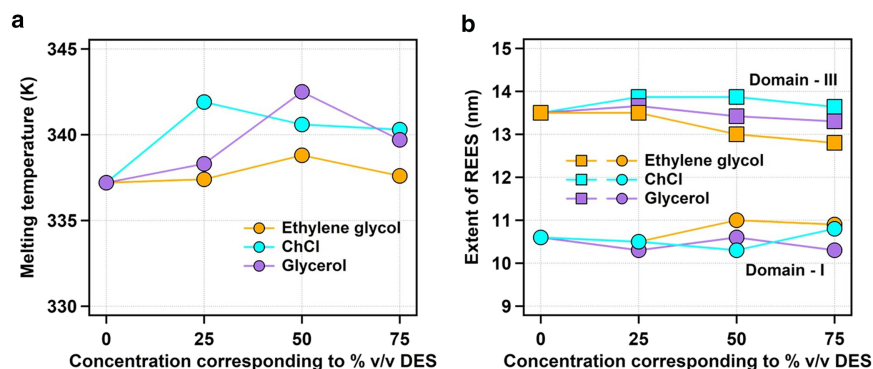 a
345
340
335
330
Melting temperature (K)
Ethylene glycol
ChCl
Glycerol
0 25 50 75
Concentration corresponding to % v/v DES
b
15
14
13
12
11
10
9
Extent of REES (nm)
Domain - III
Ethylene glycol
ChCl
Glycerol
Domain - I
0 25 50 75
Concentration corresponding to % v/v DES